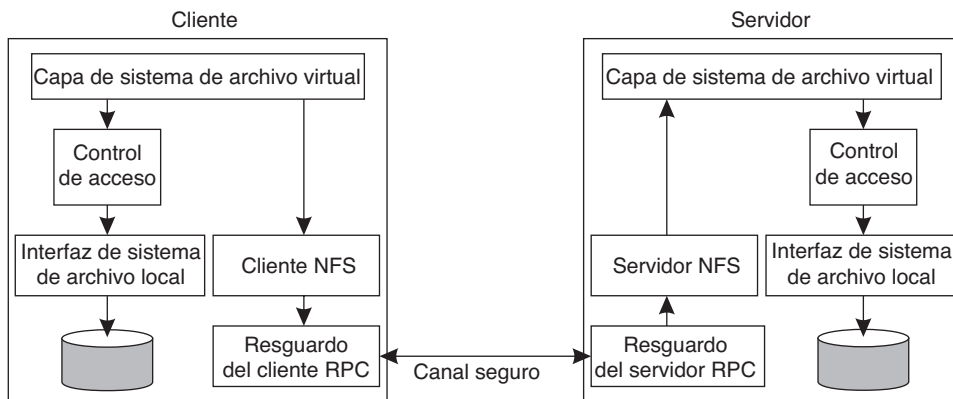 Cliente
Servidor
Capa de sistema de archivo virtual
Capa de sistema de archivo virtual
Control
de acceso
Control
de acceso
Interfaz de sistema
de archivo local
Cliente NFS
Servidor NFS
Interfaz de sistema
de archivo local
Resguardo
del cliente RPC
Canal seguro
Resguardo
del servidor RPC